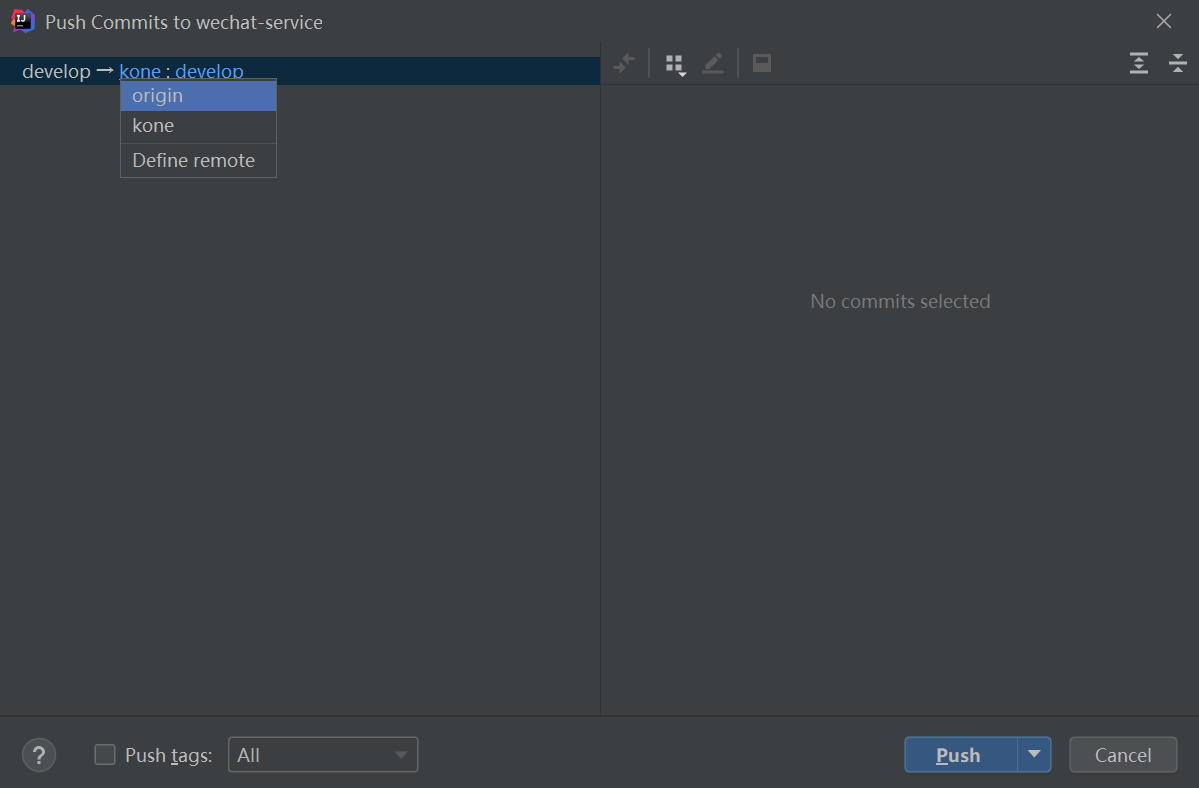 Push Commits to wechat-service
develop → kone : develop
origin
kone
Define remote
No commits selected
? Push tags: All Push Cancel